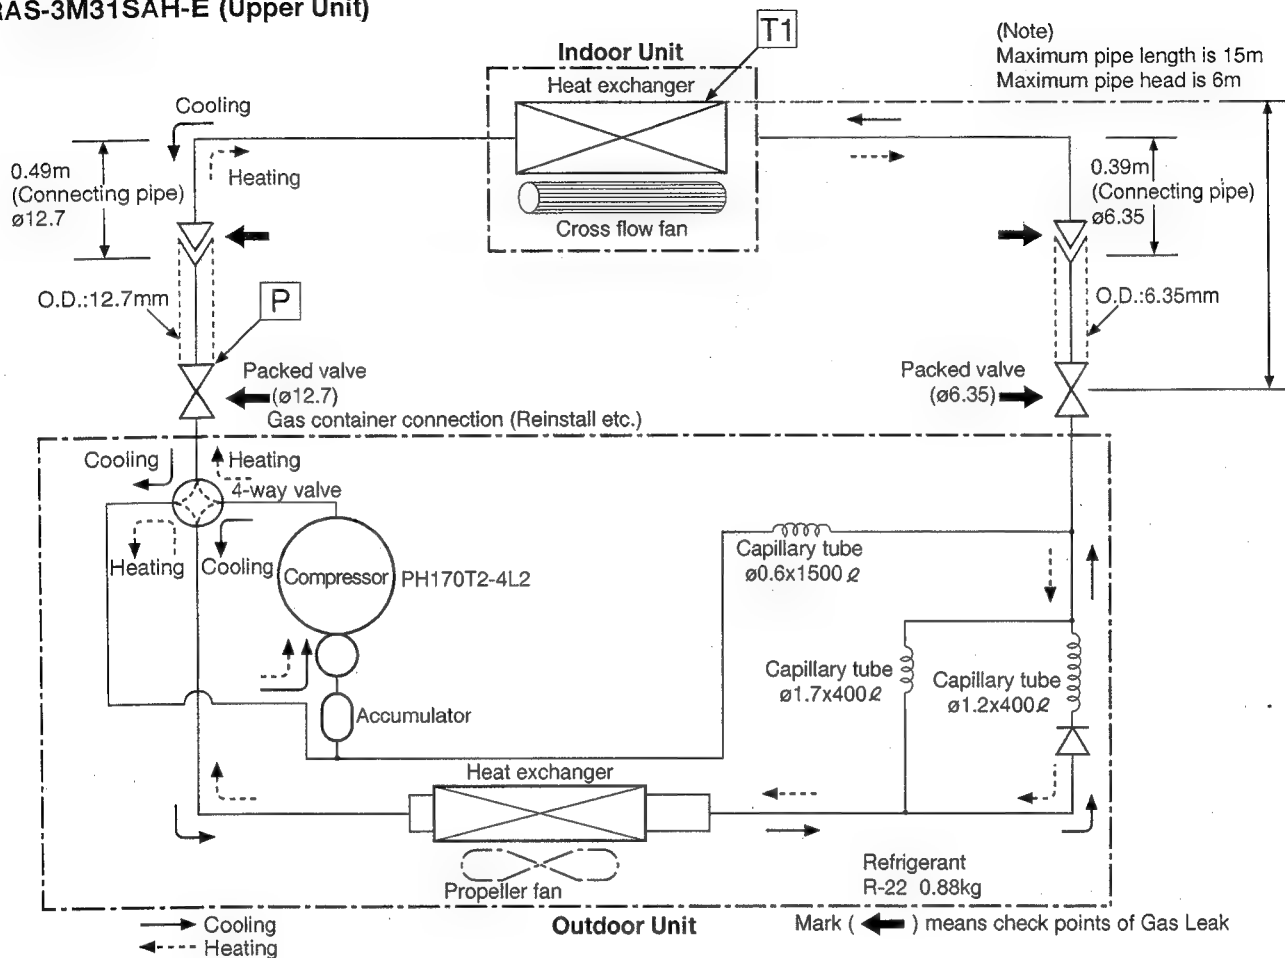 RAS-3M31SAH-E (Upper Unit)
T1
(Note)
Maximum pipe length is 15m
Maximum pipe head is 6m
Indoor Unit
Heat exchanger
Cooling
Heating
0.49m
(Connecting pipe)
ø12.7
0.39m
(Connecting pipe)
ø6.35
Cross flow fan
O.D.:12.7mm
P
O.D.:6.35mm
Packed valve
(ø12.7)
Packed valve
(ø6.35)
Gas container connection (Reinstall etc.)
Cooling
Heating
4-way valve
Heating
Cooling
Compressor
PH170T2-4L2
Capillary tube
ø0.6x1500ℓ
Capillary tube
ø1.7x400ℓ
Capillary tube
ø1.2x400ℓ
Accumulator
Heat exchanger
Propeller fan
Refrigerant
R-22 0.88kg
Outdoor Unit
Cooling
Heating
Mark ( ) means check points of Gas Leak